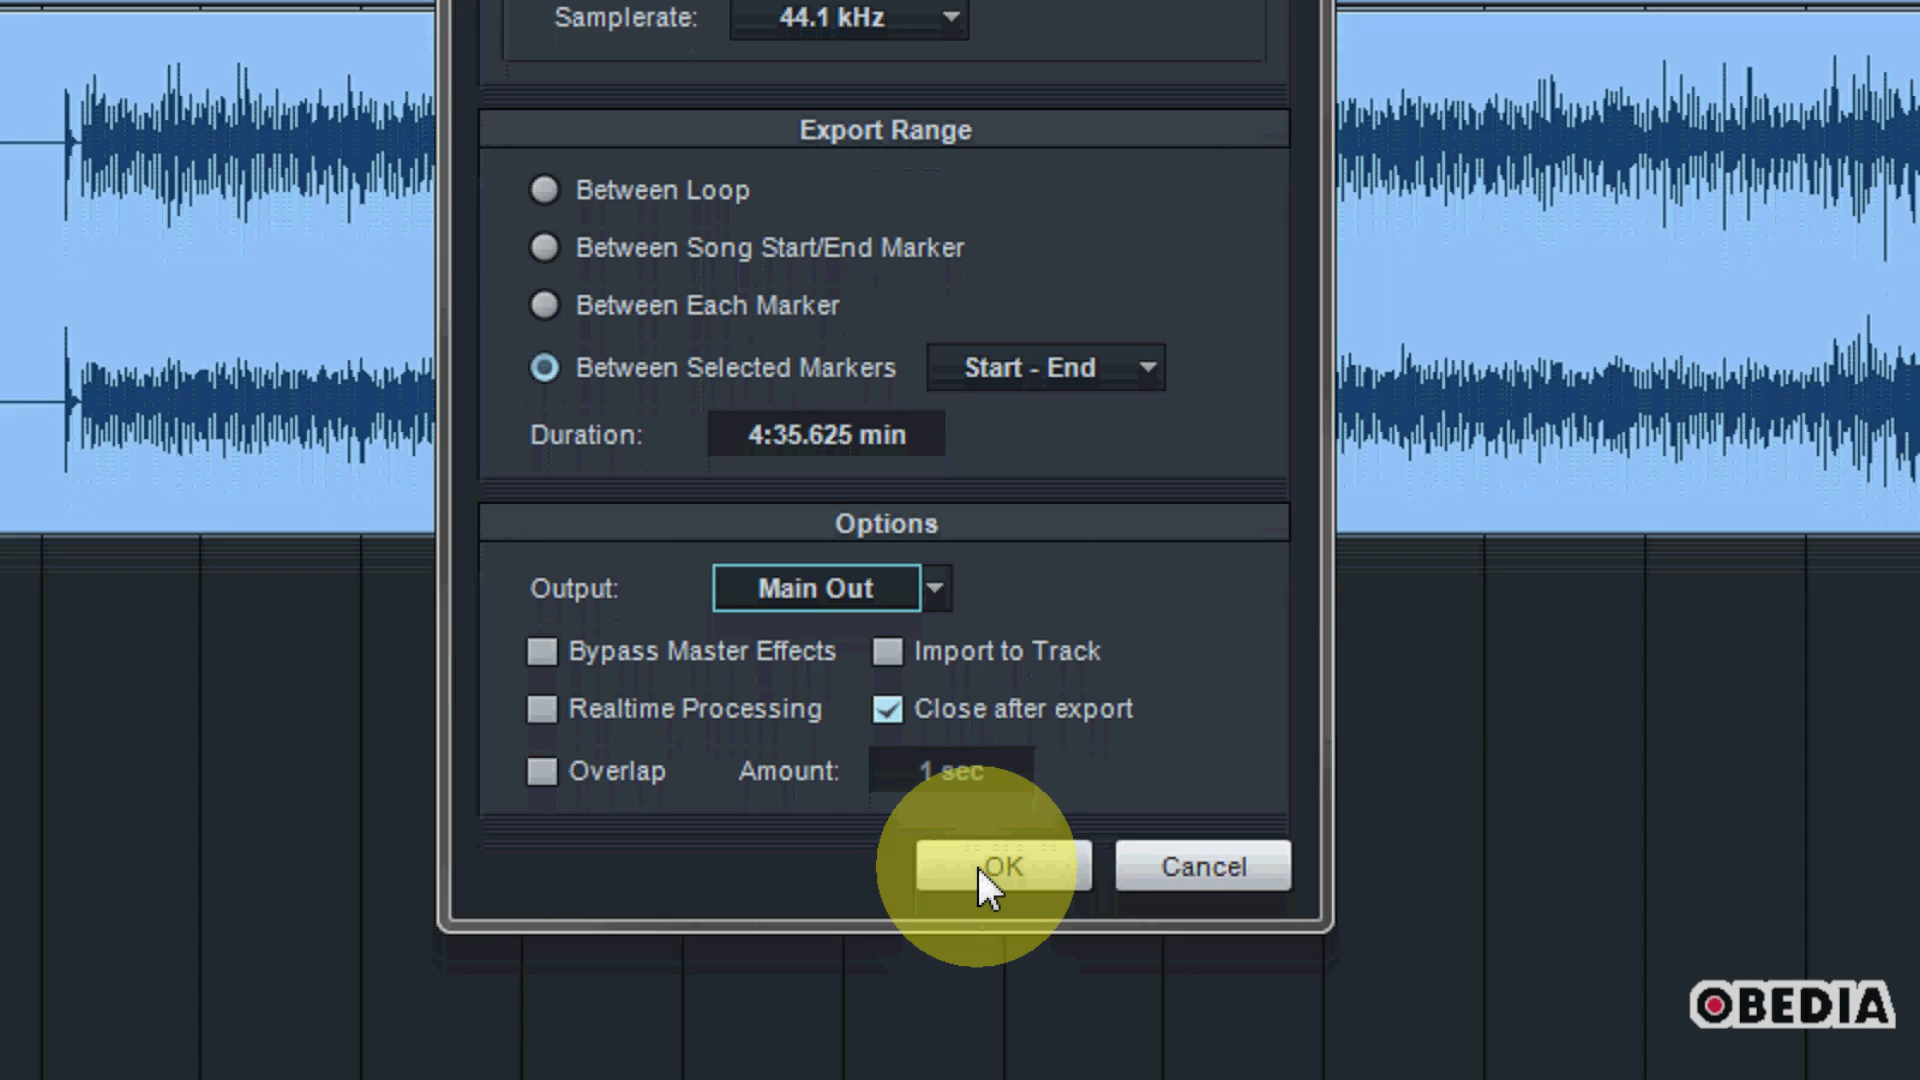 Samplerate: 44.1 kHz
Export Range
Between Loop
Between Song Start/End Marker
Between Each Marker
Between Selected Markers Start - End
Duration: 4:35.625 min
Options
Output: Main Out
Bypass Master Effects Import to Track
Realtime Processing Close after export
Overlap Amount: 1 sec
OK Cancel
OBEDIA